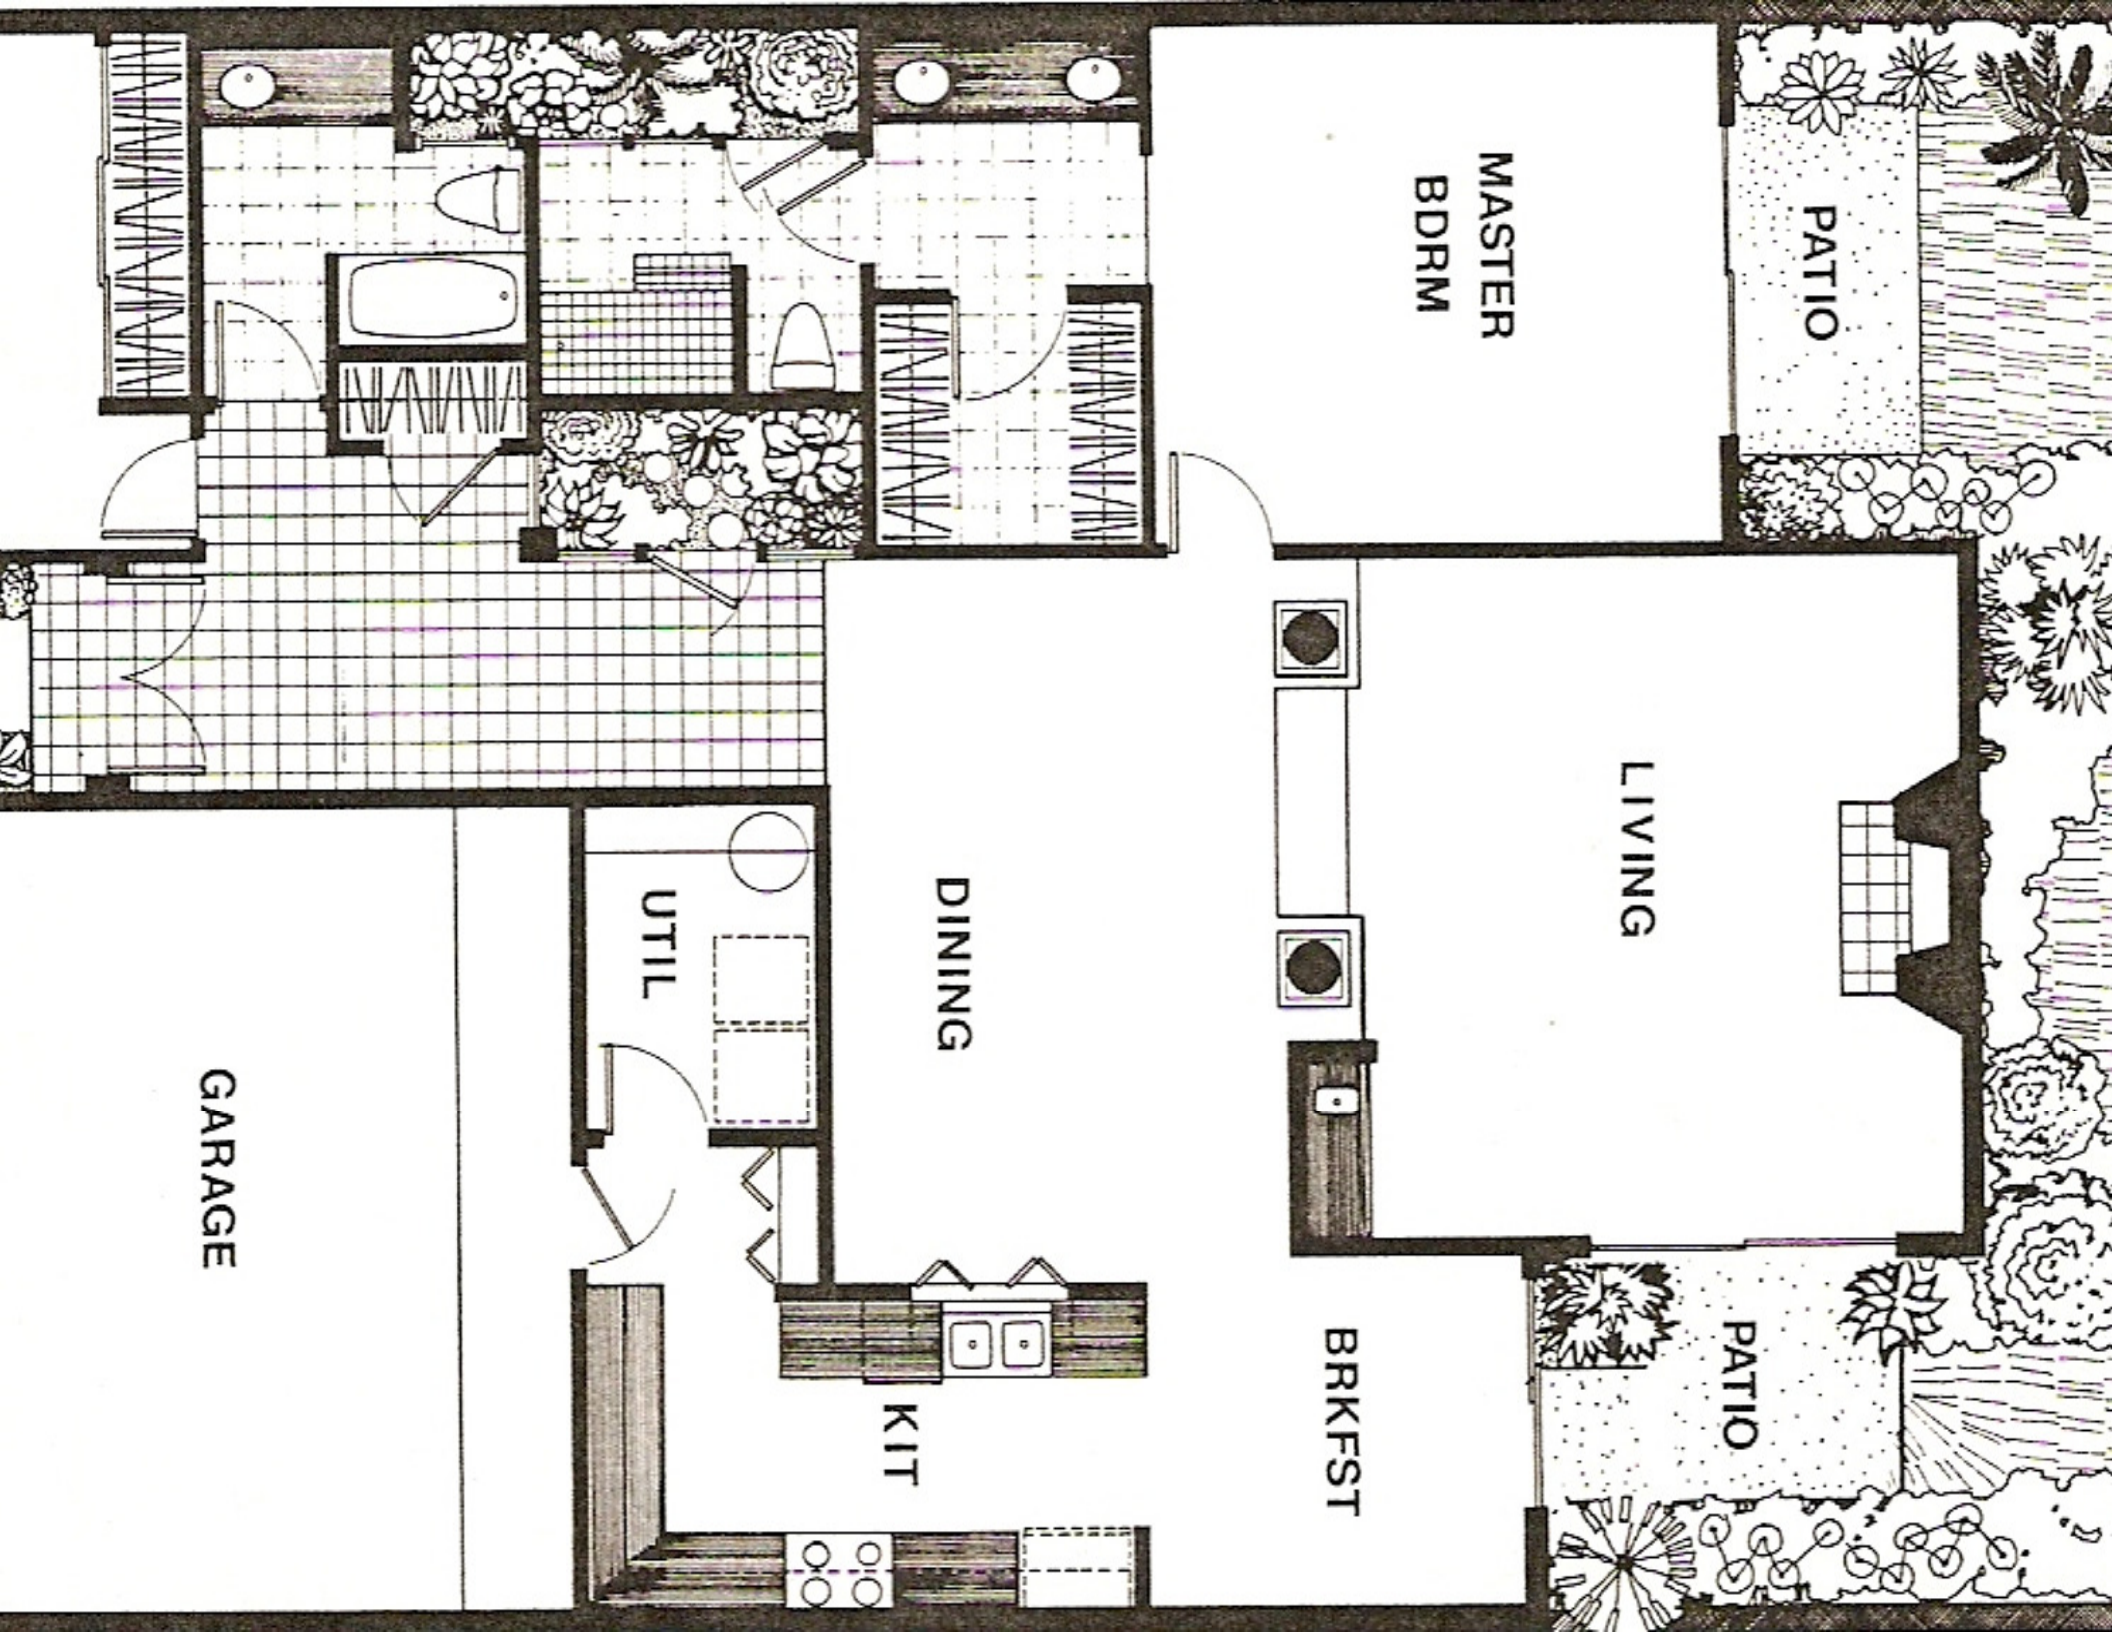 MASTER
BDRM
PATIO
LIVING
DINING
UTIL
GARAGE
KIT
BRKFST
PATIO